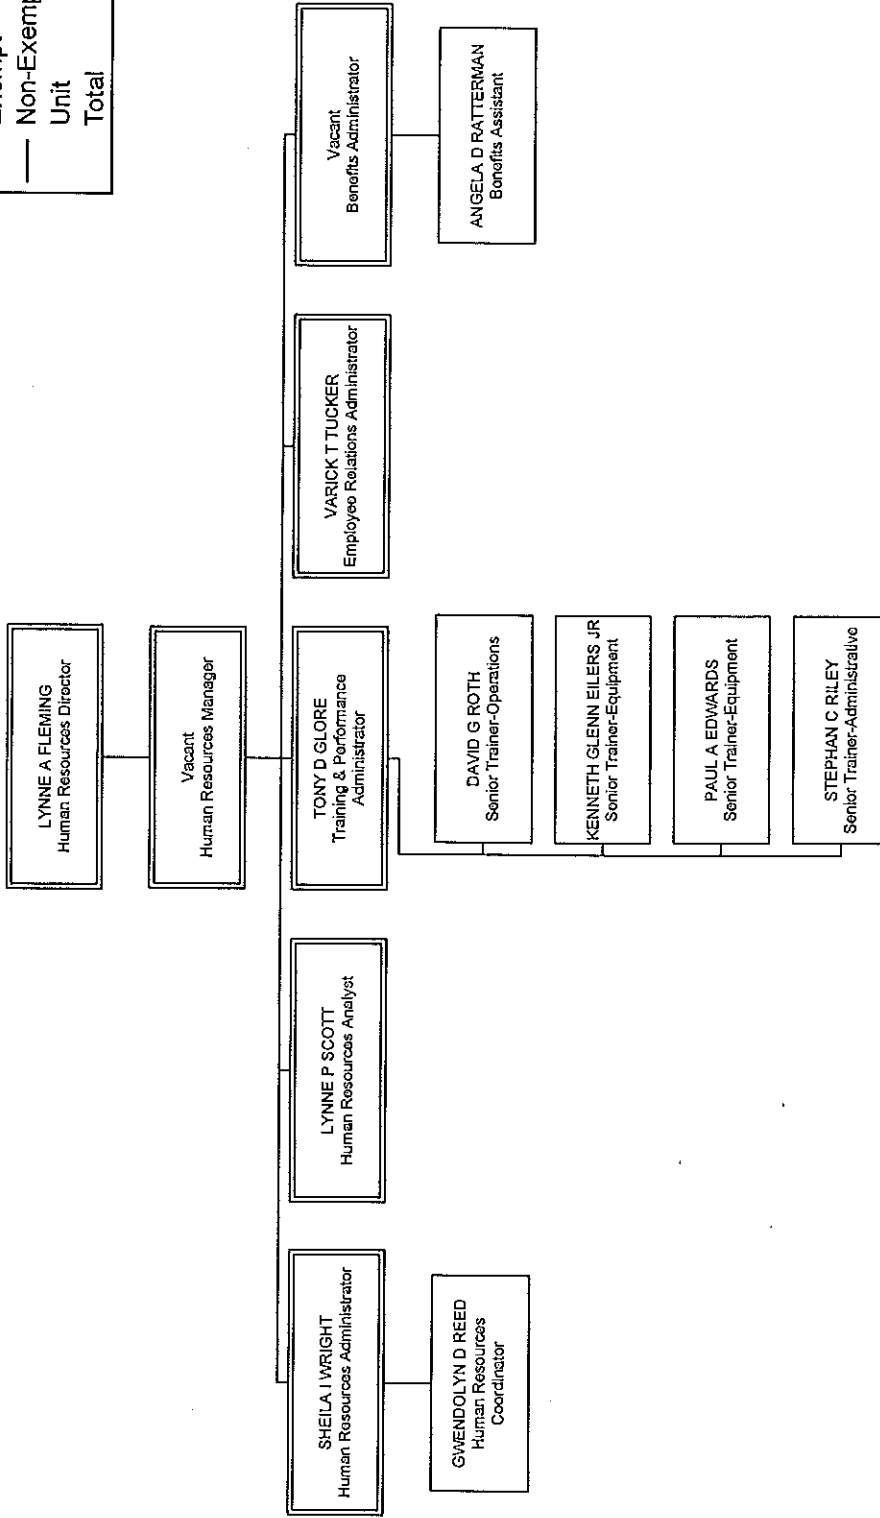 Non-Exemp
Unit
Total
LYNNE A FLEMING
Human Resources Director
Vacant
Human Resources Manager
SHEILA I WRIGHT
Human Resources Administrator
LYNNE P SCOTT
Human Resources Analyst
TONY D GLORE
Training & Performance
Administrator
VARICK T TUCKER
Employee Relations Administrator
Vacant
Benefits Administrator
GWENDOLYN D REED
Human Resources
Coordinator
DAVID G ROTH
Senior Trainer-Operations
KENNETH GLENN EILERS JR
Senior Trainer-Equipment
PAUL A EDWARDS
Senior Trainer-Equipment
STEPHAN C RILEY
Senior Trainer-Administrative
ANGELA D RATTERMAN
Benefits Assistant